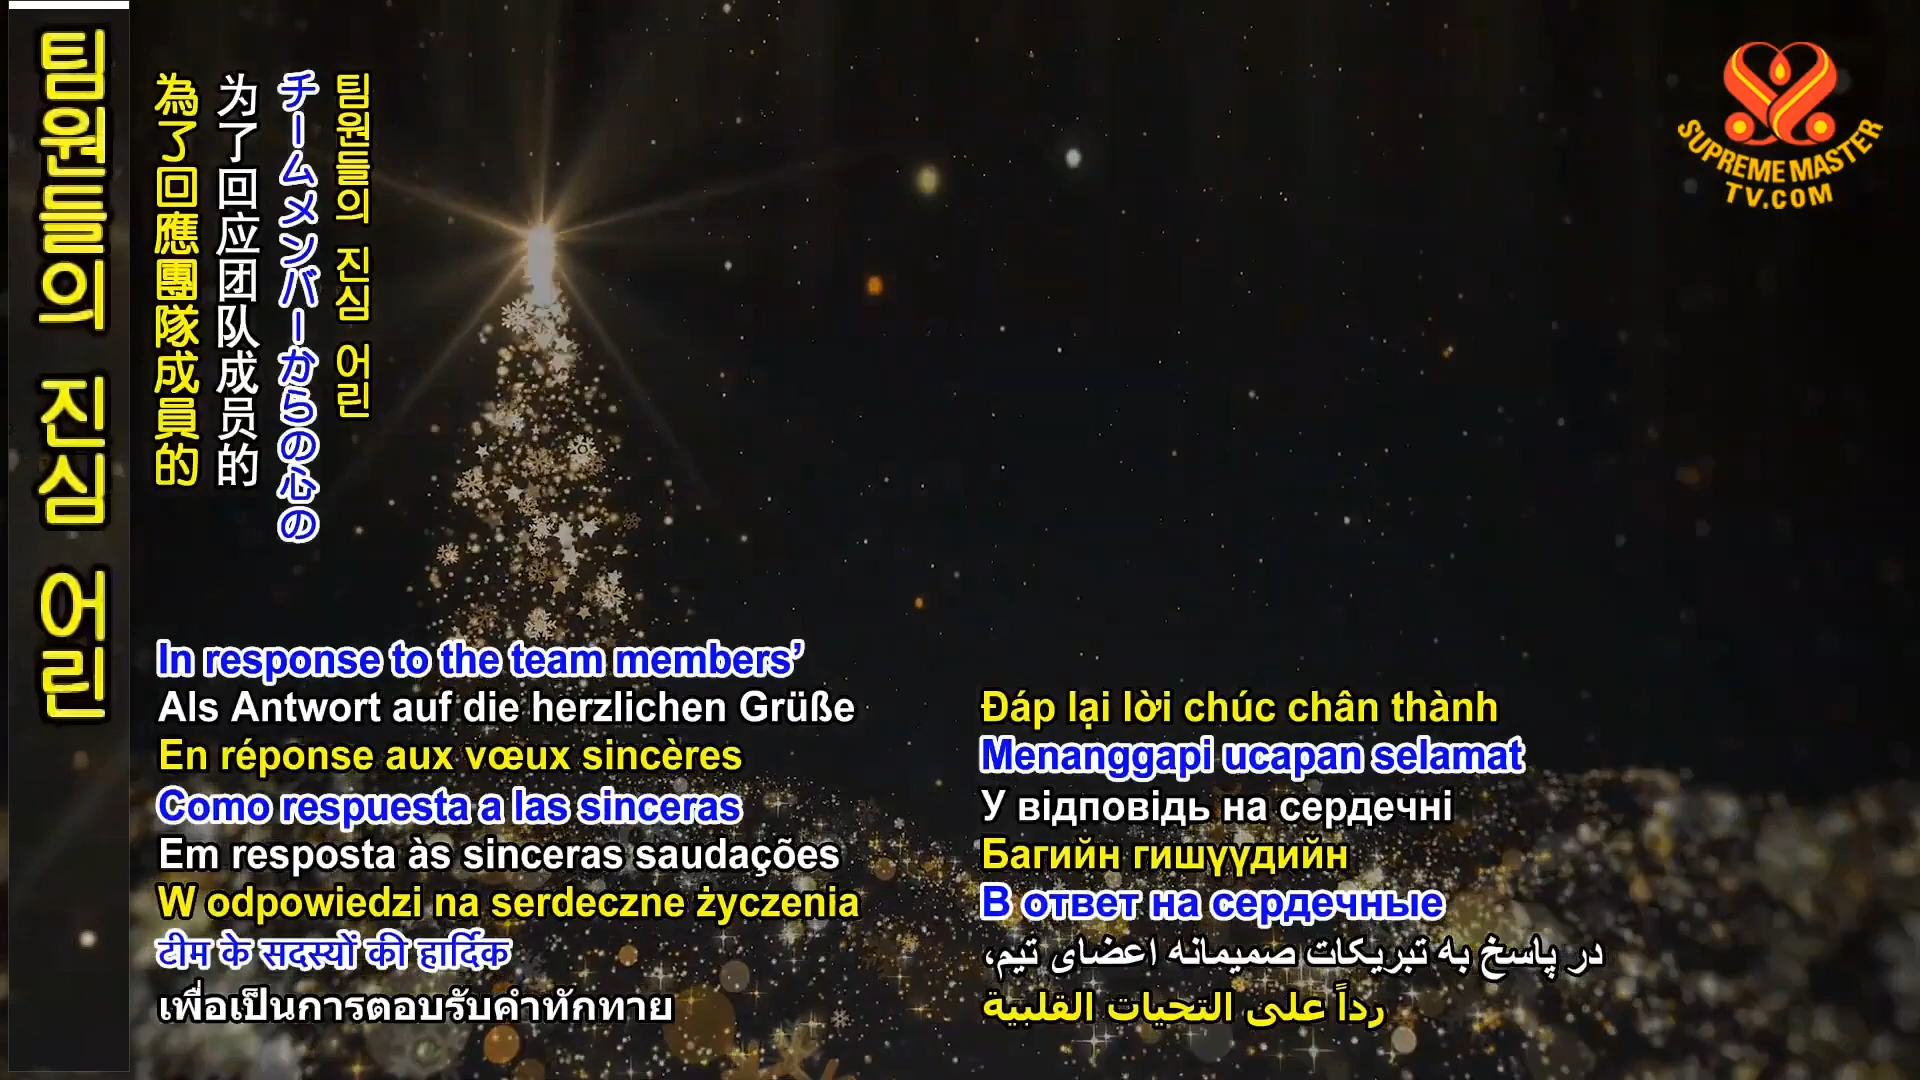 팀원들의 진심 어린
為了回應團隊成員的
为了回应团队成员的
チームメンバーからの心の
팀원들의 진심 어린
SUPREME MASTER
TV.COM
In response to the team members’
Als Antwort auf die herzlichen Grüße
En réponse aux vœux sincères
Como respuesta a las sinceras
Em resposta às sinceras saudações
W odpowiedzi na serdeczne życzenia
टीम के सदस्यों की हार्दिक
เพื่อเป็นการตอบรับคำทักทาย
Đáp lại lời chúc chân thành
Menanggapi ucapan selamat
У відповідь на сердечні
Багийн гишүүдийн
В ответ на сердечные
در پاسخ به تبریکات صمیمانه اعضای تیم،
رداً على التحيات القلبية